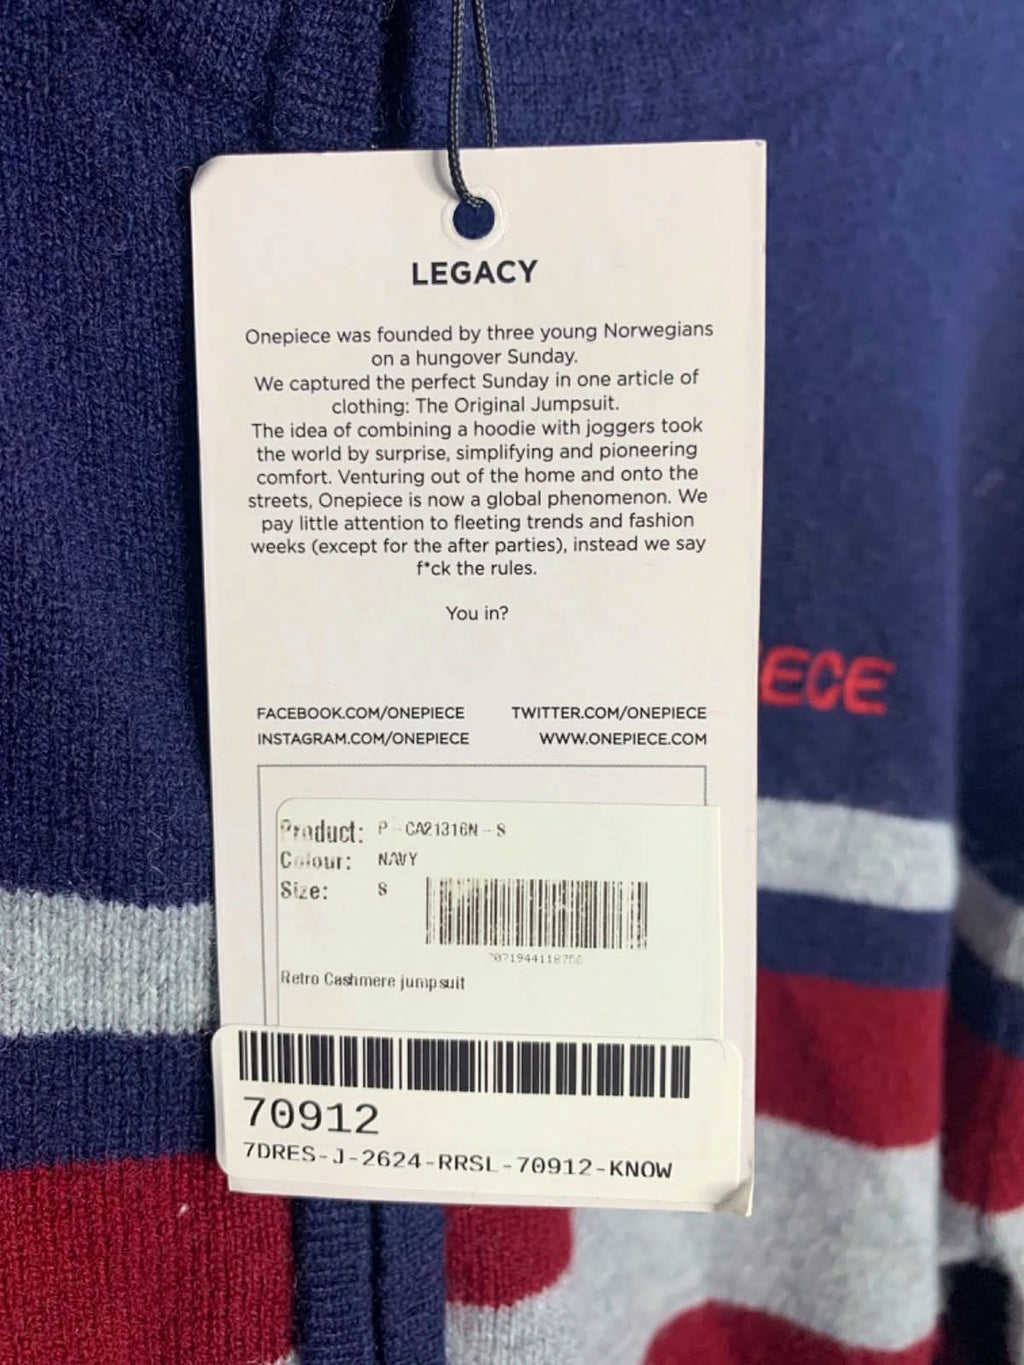 LEGACY
Onepiece was founded by three young Norwegians
on a hungover Sunday.
We captured the perfect Sunday in one article of
clothing: The Original Jumpsuit.
The idea of combining a hoodie with joggers took
the world by surprise, simplifying and pioneering
comfort. Venturing out of the home and onto the
streets, Onepiece is now a global phenomenon. We
pay little attention to fleeting trends and fashion
weeks (except for the after parties), instead we say
f*ck the rules.
You in?
FACEBOOK.COM/ONEPIECE TWITTER.COM/ONEPIECE
INSTAGRAM.COM/ONEPIECE WWW.ONEPIECE.COM
ECE
Product: P-CA21316N-S
Colour: NAVY
Size: S
Retro Cashmere jumpsuit
70912
7DRES-J-2624-RRSL-70912-KNOW